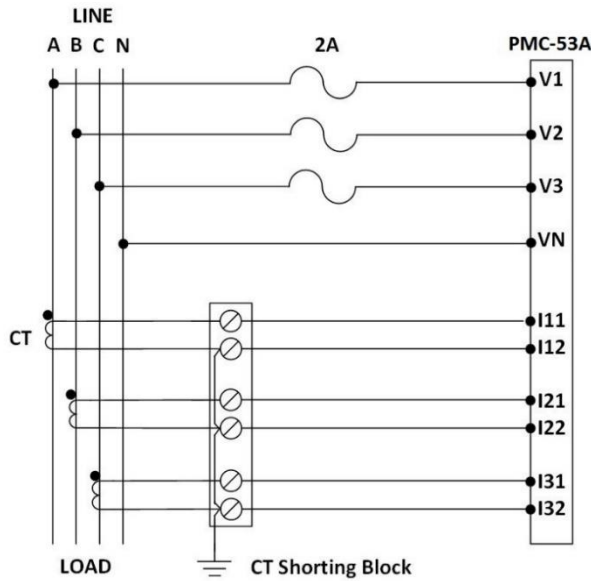 LINE
A B C N 2A PMC-53A
V1
V2
V3
VN
I11
CT
I12
I21
I22
I31
I32
LOAD CT Shorting Block